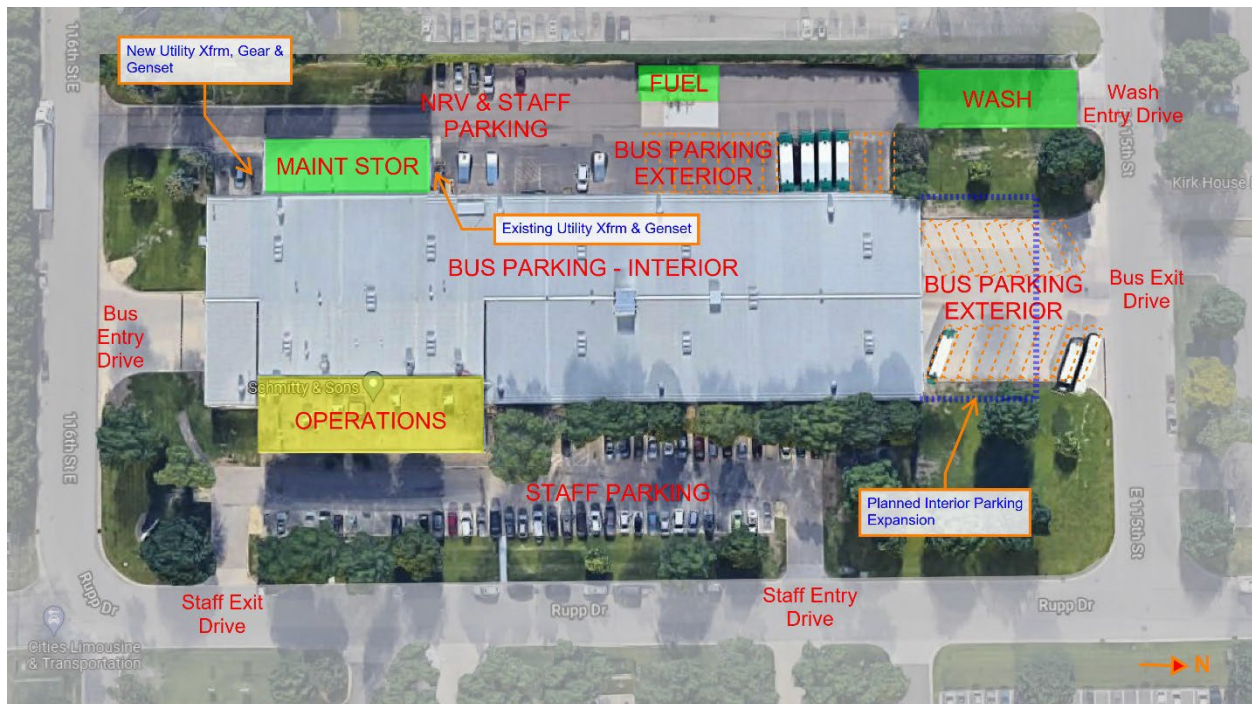 116th St E
New Utility Xfrm, Gear &
Genset
NRV & STAFF
PARKING
FUEL
WASH
Wash
Entry Drive
E 115th St
MAINT STOR
BUS PARKING
EXTERIOR
Kirk House
Existing Utility Xfrm & Genset
BUS PARKING - INTERIOR
BUS PARKING
EXTERIOR
Bus Exit
Drive
Bus
Entry
Drive
Schmitty & Sons
OPERATIONS
116th St E
STAFF PARKING
Planned Interior Parking
Expansion
E 115th St
Rupp Dr
Staff Exit
Drive
Rupp Dr
Staff Entry
Drive
Rupp Dr
Cities Limousine
& Transportation
N